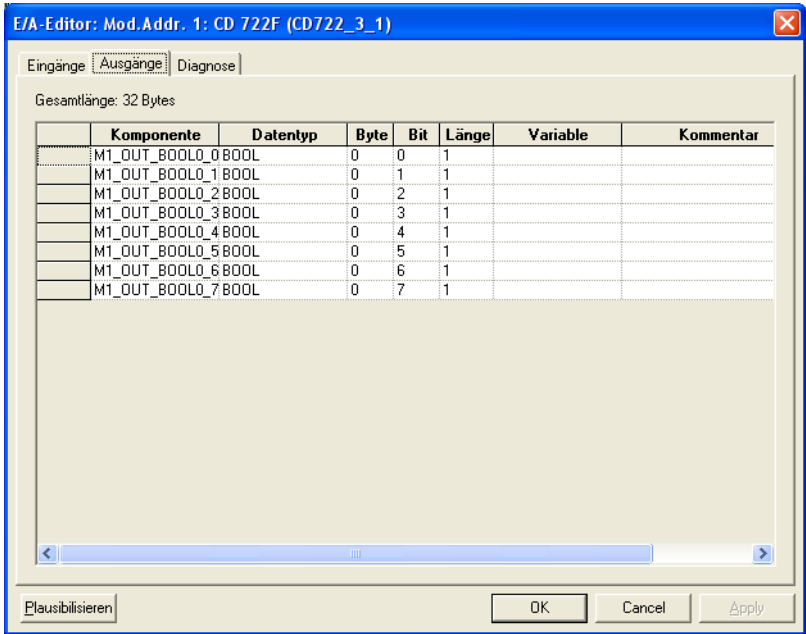 E/A-Editor: Mod.Addr. 1: CD 722F (CD722_3_1)
Eingänge Ausgänge Diagnose
Gesamtlänge: 32 Bytes
Komponente Datentyp Byte Bit Länge Variable Kommentar
M1_OUT_BOOL0_0 BOOL 0 0 1
M1_OUT_BOOL0_1 BOOL 0 1 1
M1_OUT_BOOL0_2 BOOL 0 2 1
M1_OUT_BOOL0_3 BOOL 0 3 1
M1_OUT_BOOL0_4 BOOL 0 4 1
M1_OUT_BOOL0_5 BOOL 0 5 1
M1_OUT_BOOL0_6 BOOL 0 6 1
M1_OUT_BOOL0_7 BOOL 0 7 1
Plausibilisieren OK Cancel Apply